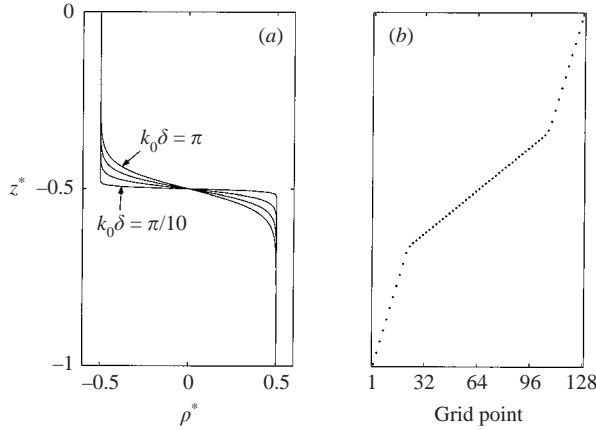 0
(a)
(b)
k₀δ = π
z* –0.5
k₀δ = π/10
–1
–0.5 0 0.5
1 32 64 96 128
ρ*
Grid point